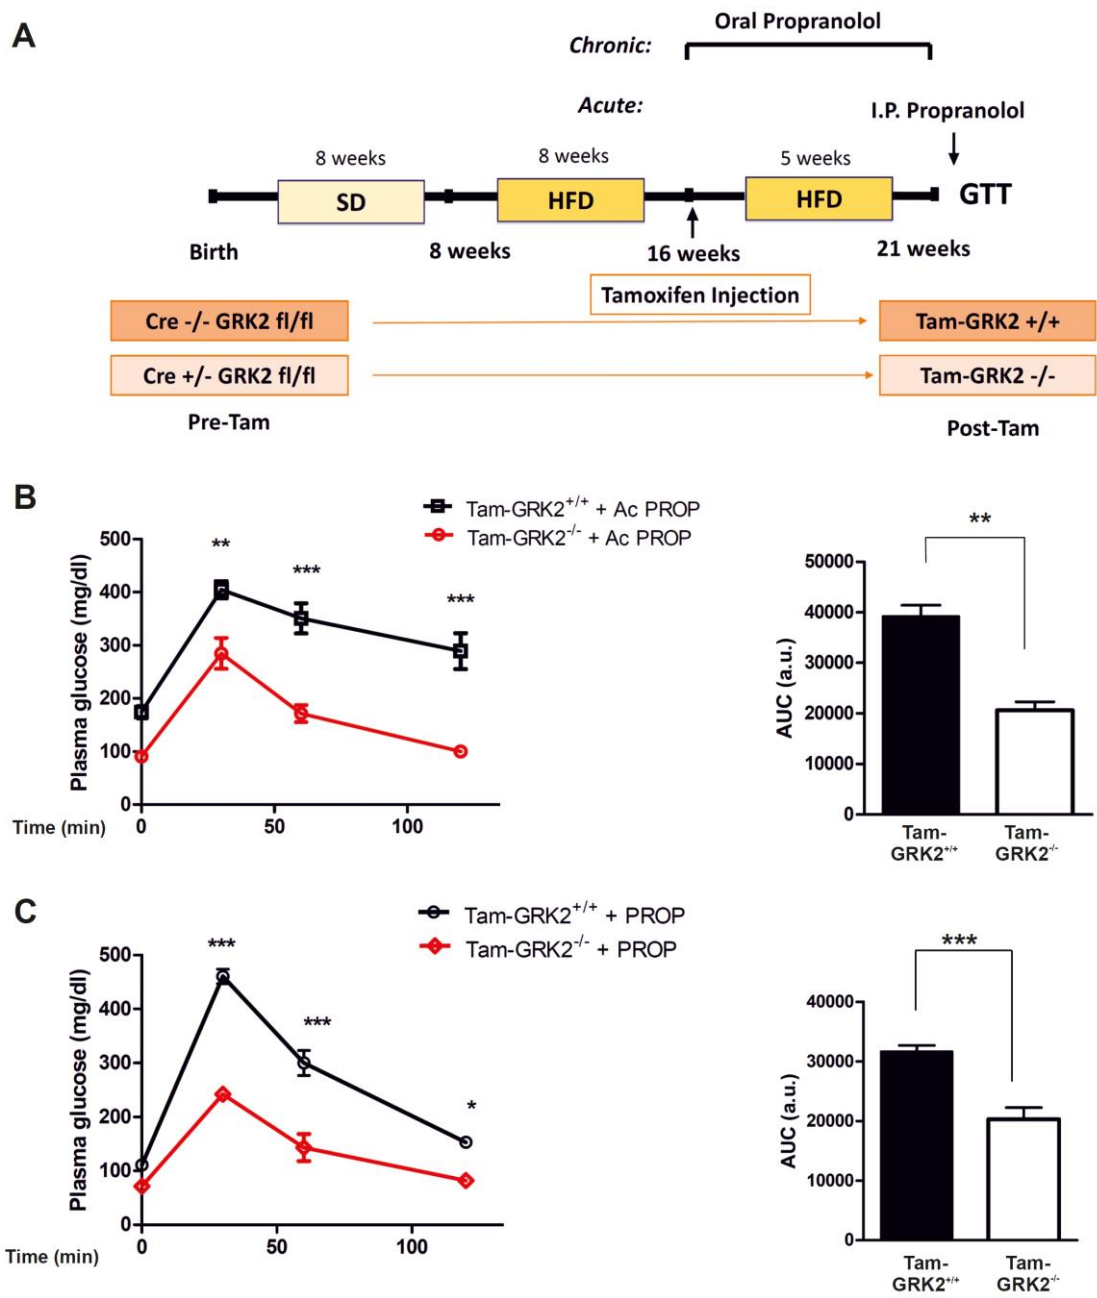 A
Oral Propranolol
Chronic:
Acute:
I.P. Propranolol
8 weeks
8 weeks
5 weeks
SD
HFD
HFD
GTT
Birth
8 weeks
16 weeks
21 weeks
Tamoxifen Injection
Cre -/- GRK2 fl/fl
Tam-GRK2 +/+
Cre +/- GRK2 fl/fl
Tam-GRK2 -/-
Pre-Tam
Post-Tam
B
Tam-GRK2+/+ + Ac PROP
Tam-GRK2-/- + Ac PROP
Plasma glucose (mg/dl)
500
400
300
200
100
0
**
***
***
Time (min)
0
50
100
**
AUC (a.u.)
50000
40000
30000
20000
10000
0
Tam-
GRK2+/+
Tam-
GRK2-/-
C
Tam-GRK2+/+ + PROP
Tam-GRK2-/- + PROP
Plasma glucose (mg/dl)
500
400
300
200
100
0
***
***
*
Time (min)
0
50
100
***
AUC (a.u.)
40000
30000
20000
10000
0
Tam-
GRK2+/+
Tam-
GRK2-/-